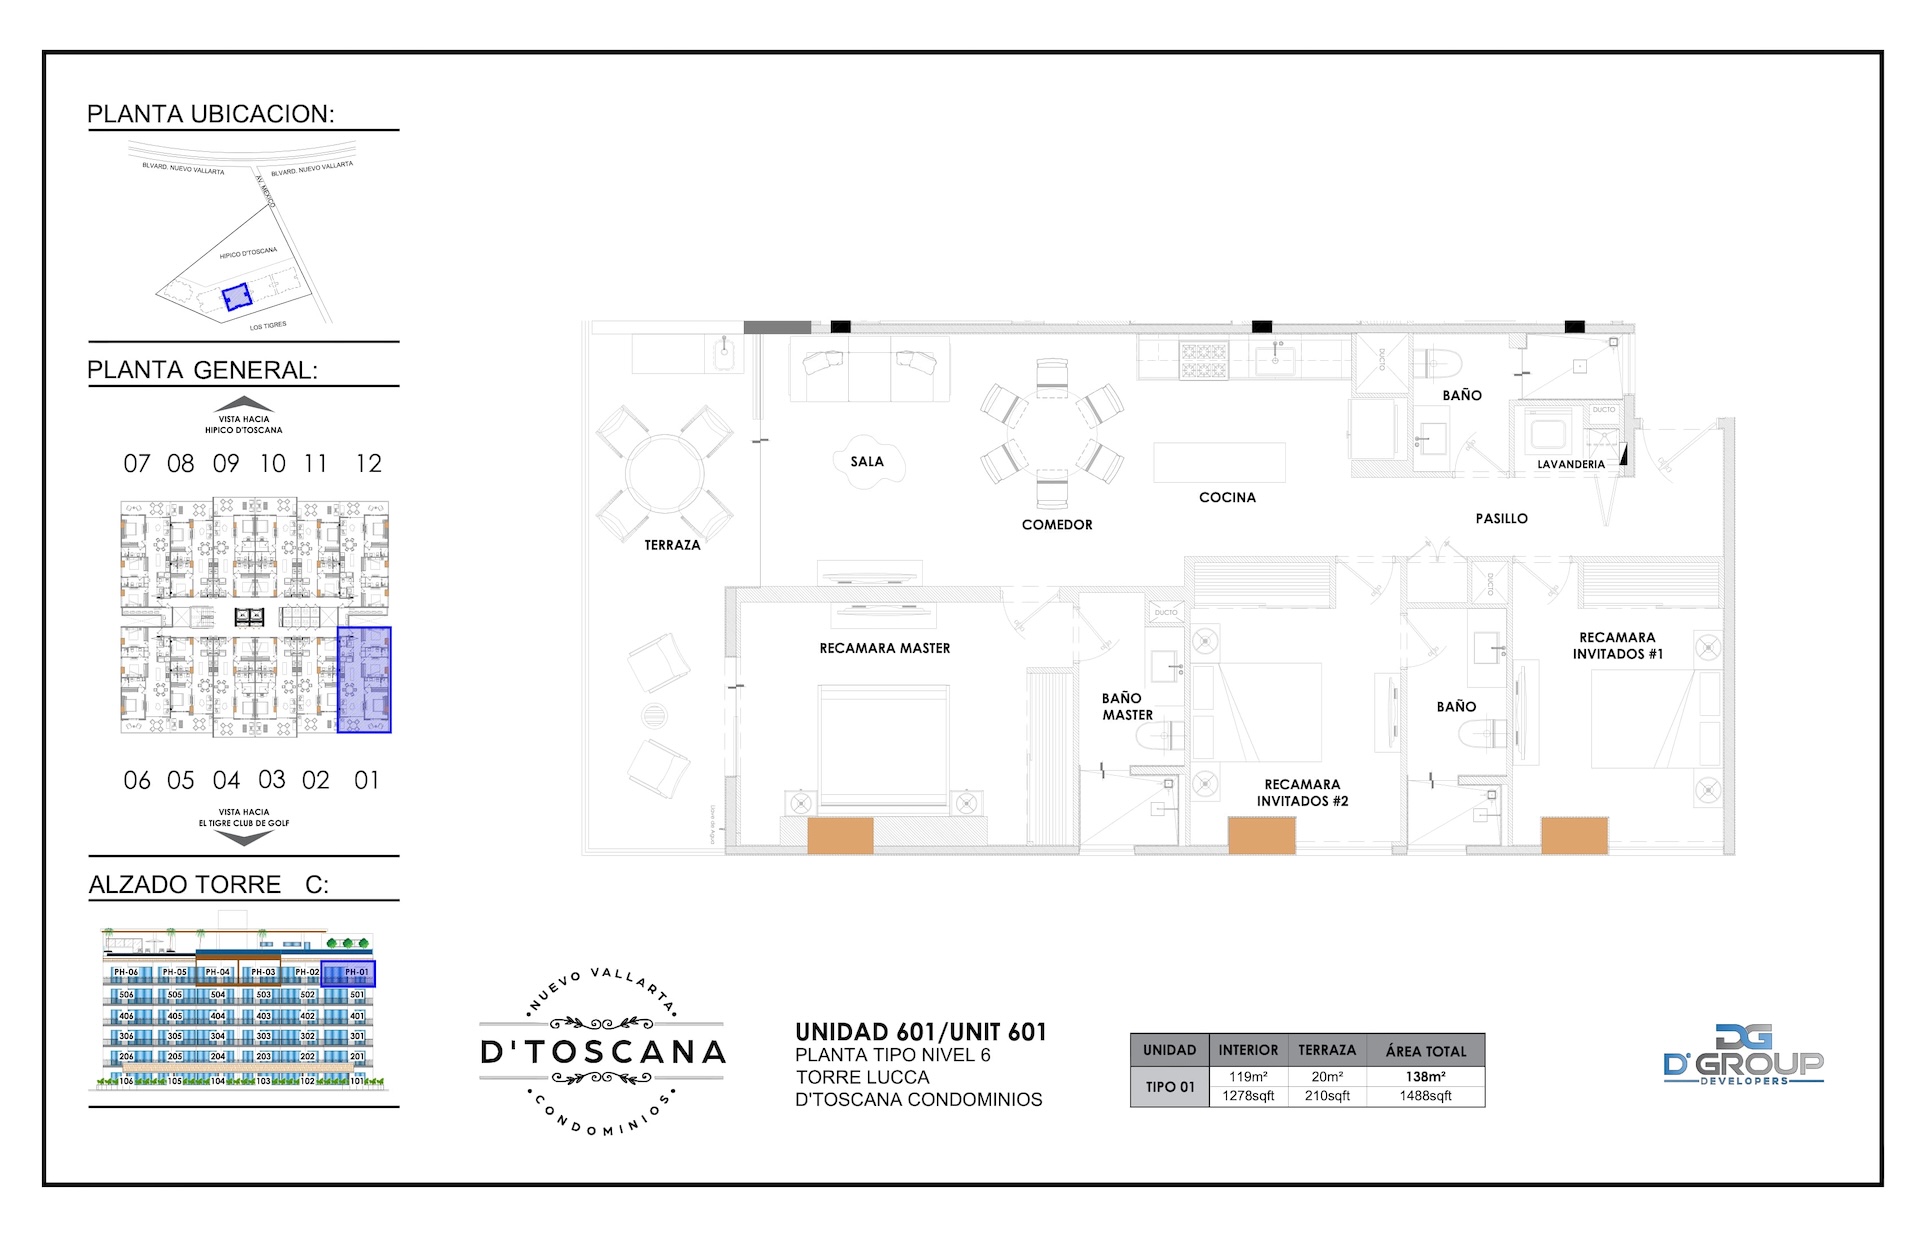 PLANTA UBICACION:
BLVARD. NUEVO VALLARTA
BLVARD. NUEVO VALLARTA
AV. MEXICO
HIPICO D'TOSCANA
LOS TIGRES
PLANTA GENERAL:
VISTA HACIA
HIPICO D'TOSCANA
07 08 09 10 11 12
06 05 04 03 02 01
VISTA HACIA
EL TIGRE CLUB DE GOLF
ALZADO TORRE C:
PH-06 PH-05 PH-04 PH-03 PH-02 PH-01
506 505 504 503 502 501
406 405 404 403 402 401
306 305 304 303 302 301
206 205 204 203 202 201
106 105 104 103 102 101
DUCTO
BAÑO
DUCTO
SALA
LAVANDERIA
COCINA
COMEDOR
PASILLO
TERRAZA
DUCTO
DUCTO
RECAMARA MASTER
RECAMARA
INVITADOS #1
BAÑO
MASTER
BAÑO
RECAMARA
INVITADOS #2
Llave de Agua
NUEVO VALLARTA
D'TOSCANA
CONDOMINIOS
UNIDAD 601/UNIT 601
PLANTA TIPO NIVEL 6
TORRE LUCCA
D'TOSCANA CONDOMINIOS
UNIDAD INTERIOR TERRAZA ÁREA TOTAL
TIPO 01
119m² 20m² 138m²
1278sqft 210sqft 1488sqft
DG
D'GROUP
DEVELOPERS